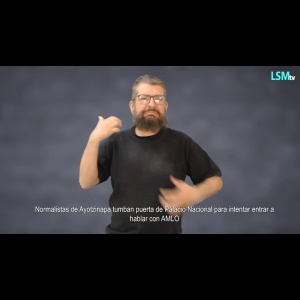 LSMtv
Normalistas de Ayotzinapa tumban puerta de Palacio Nacional para intentar entrar a
hablar con AMLO